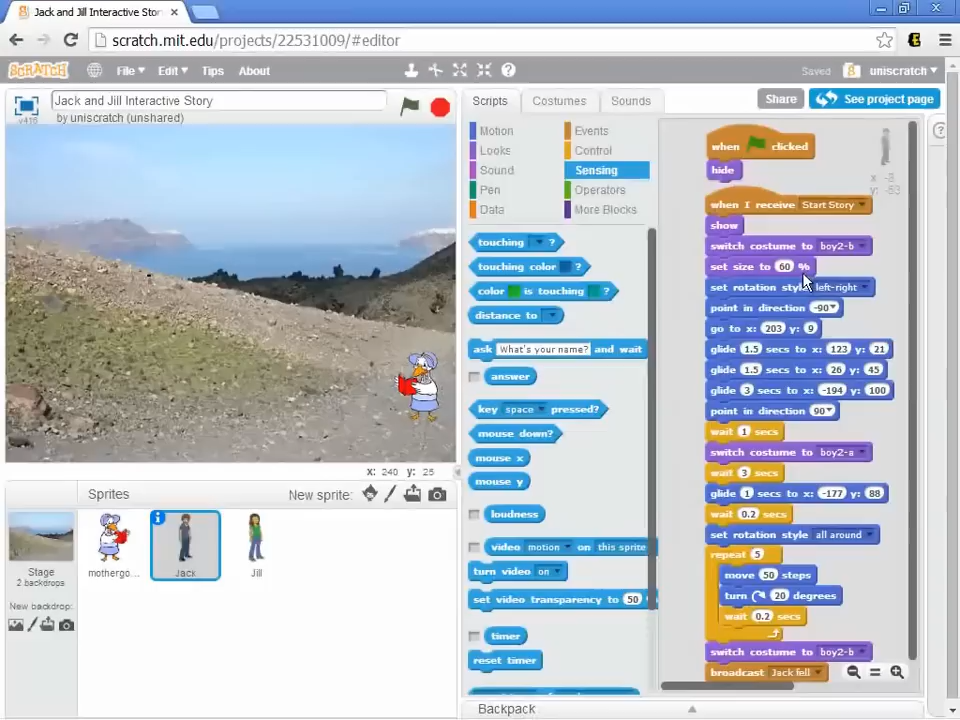 Jack and Jill Interactive Stor
scratch.mit.edu/projects/22531009/#editor
SCRATCH File Edit Tips About Saved uniscratch
Jack and Jill Interactive Story
by uniscratch (unshared)
v416
Scripts Costumes Sounds Share See project page
Motion Events
Looks Control
Sound Sensing
Pen Operators
Data More Blocks
touching ?
touching color ?
color is touching ?
distance to
ask What's your name? and wait
answer
key space pressed?
mouse down?
mouse x
mouse y
loudness
video motion on this sprite
turn video on
set video transparency to 50
timer
reset timer
when clicked
hide
x: -8
y: -53
when I receive Start Story
show
switch costume to boy2-b
set size to 60 %
set rotation style left-right
point in direction -90
go to x: 203 y: 9
glide 1.5 secs to x: 123 y: 21
glide 1.5 secs to x: 26 y: 45
glide 3 secs to x: -194 y: 100
point in direction 90
wait 1 secs
switch costume to boy2-a
wait 3 secs
glide 1 secs to x: -177 y: 88
wait 0.2 secs
set rotation style all around
repeat 5
move 50 steps
turn 20 degrees
wait 0.2 secs
switch costume to boy2-b
broadcast Jack fell
x: 240 y: 25
Sprites New sprite:
Stage
2 backdrops
New backdrop:
mothergo...
Jack
Jill
Backpack